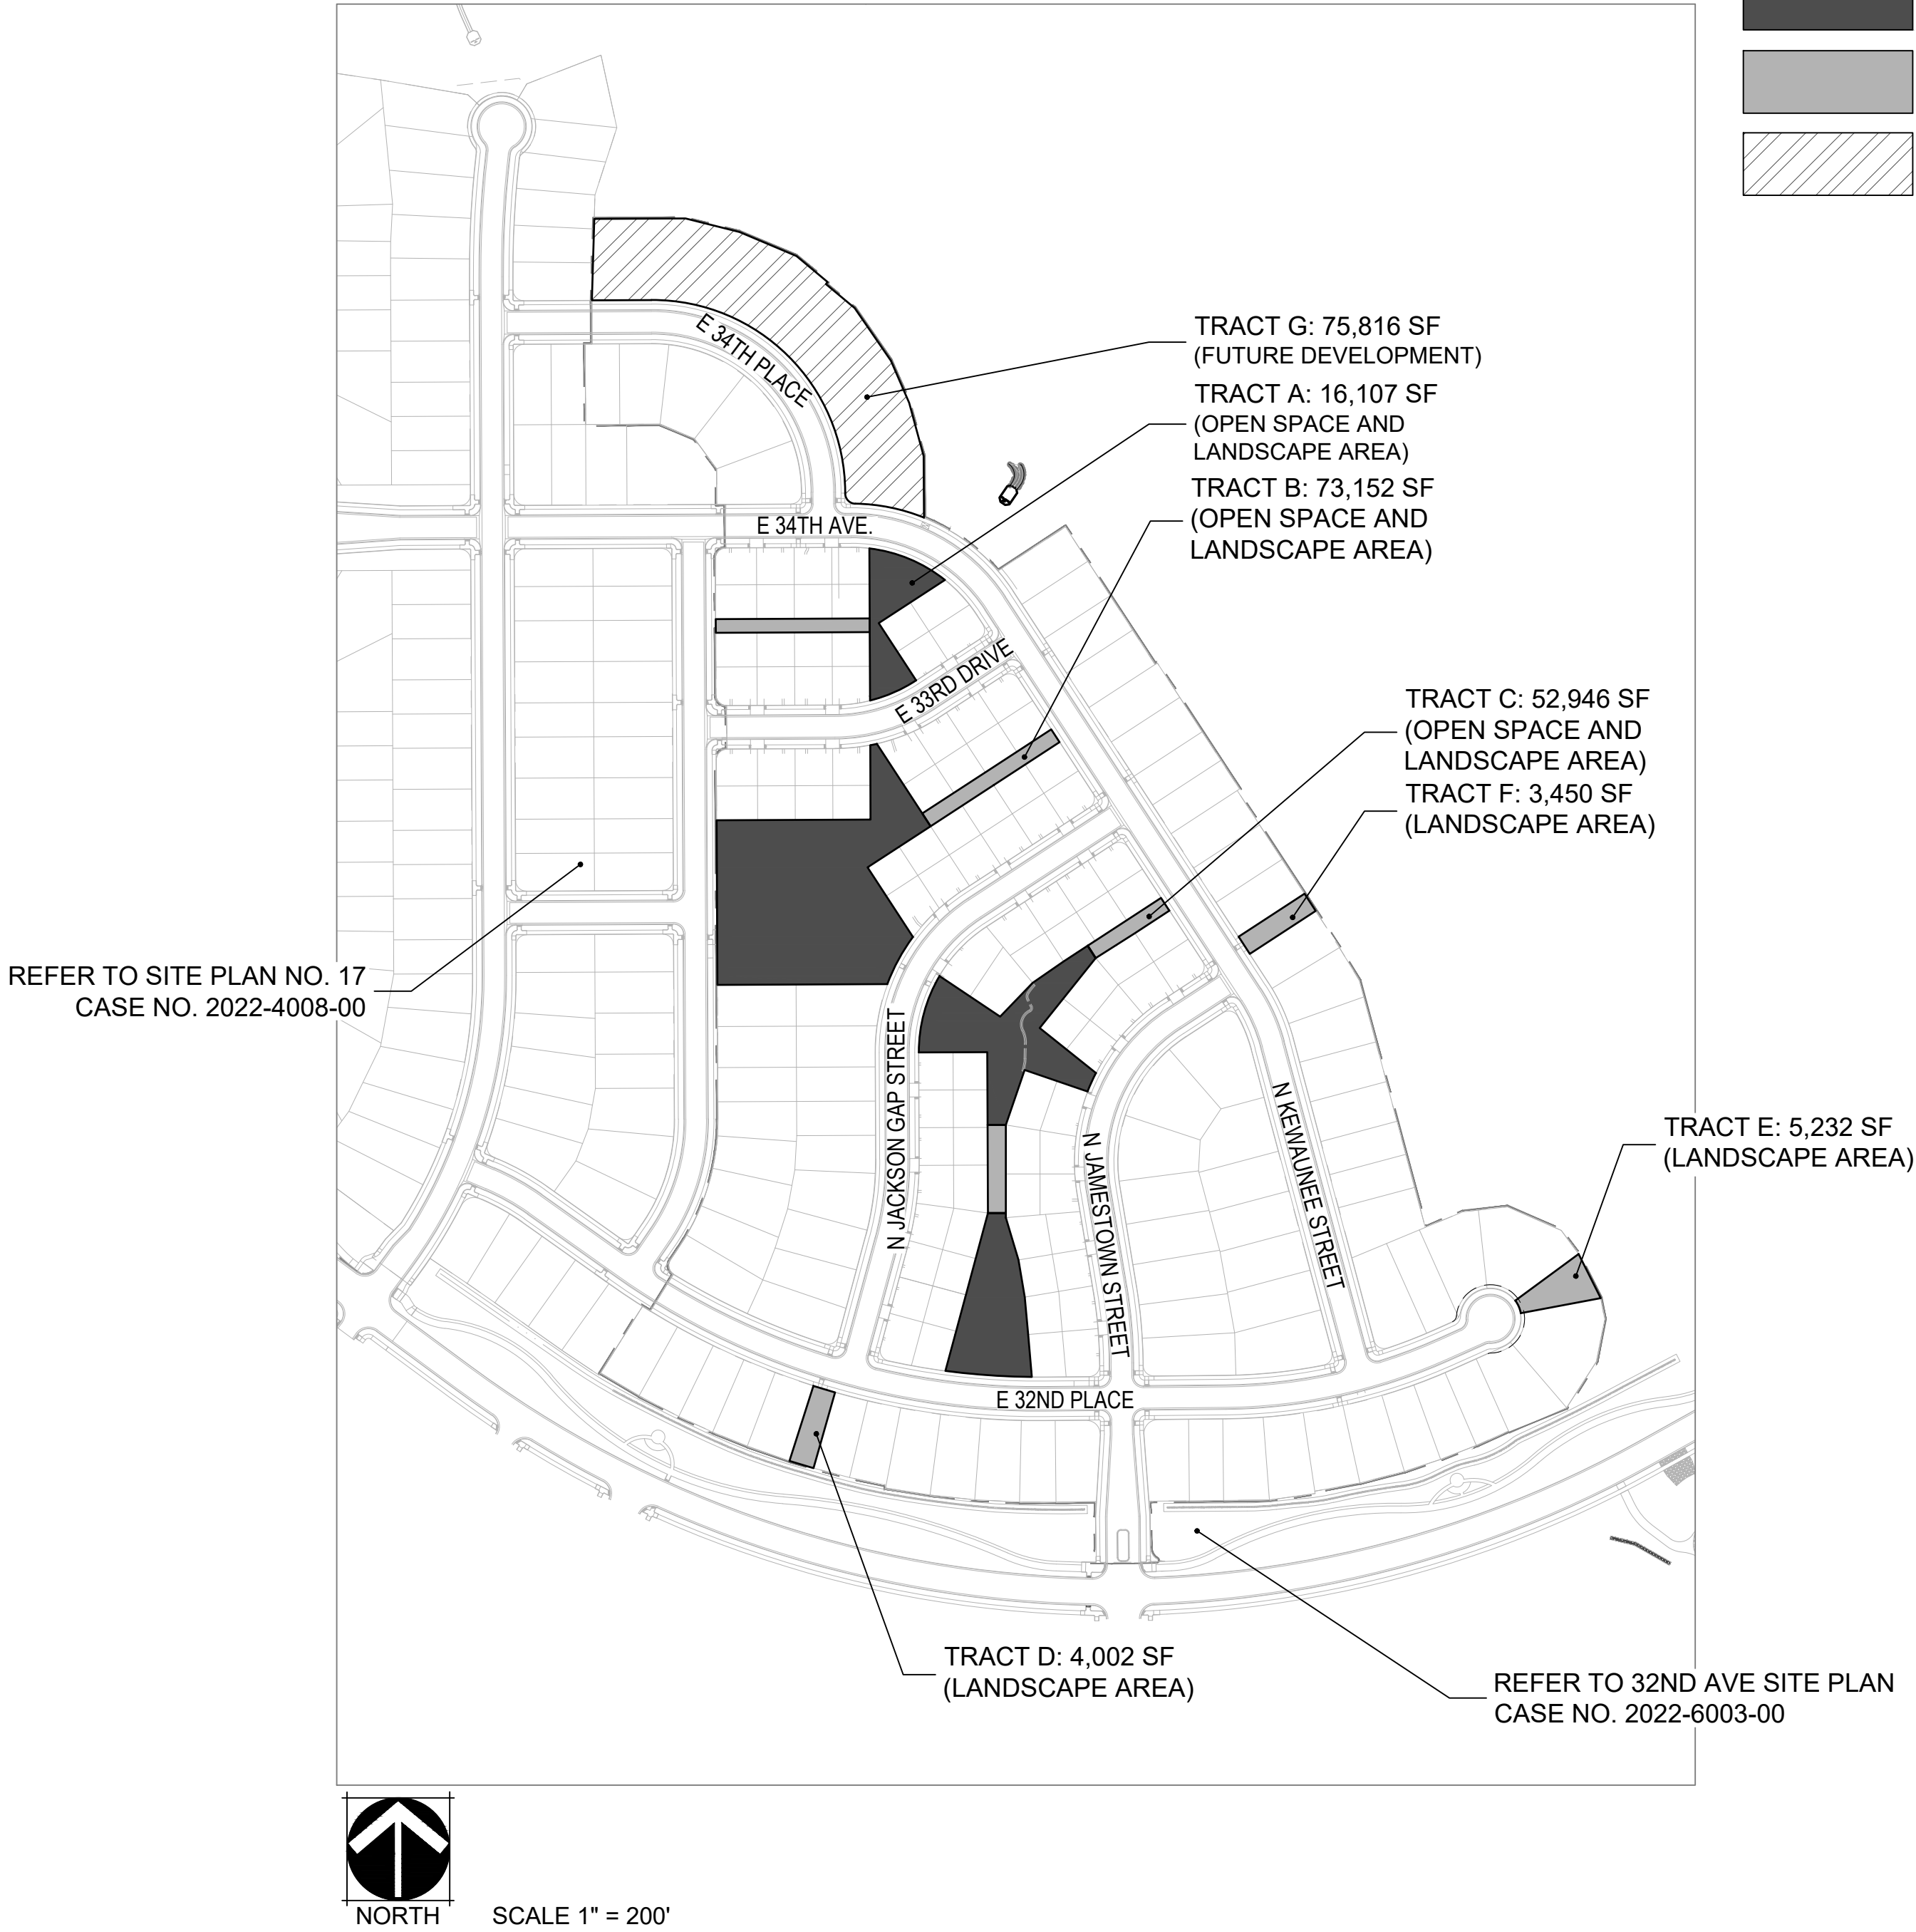 E 34TH PLACE
TRACT G: 75,816 SF
(FUTURE DEVELOPMENT)
TRACT A: 16,107 SF
(OPEN SPACE AND
LANDSCAPE AREA)
TRACT B: 73,152 SF
(OPEN SPACE AND
LANDSCAPE AREA)
E 34TH AVE.
E 33RD DRIVE
TRACT C: 52,946 SF
(OPEN SPACE AND
LANDSCAPE AREA)
TRACT F: 3,450 SF
(LANDSCAPE AREA)
REFER TO SITE PLAN NO. 17
CASE NO. 2022-4008-00
N JACKSON GAP STREET
N JAMESTOWN STREET
N KEWAUNEE STREET
TRACT E: 5,232 SF
(LANDSCAPE AREA)
E 32ND PLACE
TRACT D: 4,002 SF
(LANDSCAPE AREA)
REFER TO 32ND AVE SITE PLAN
CASE NO. 2022-6003-00
NORTH
SCALE 1" = 200'